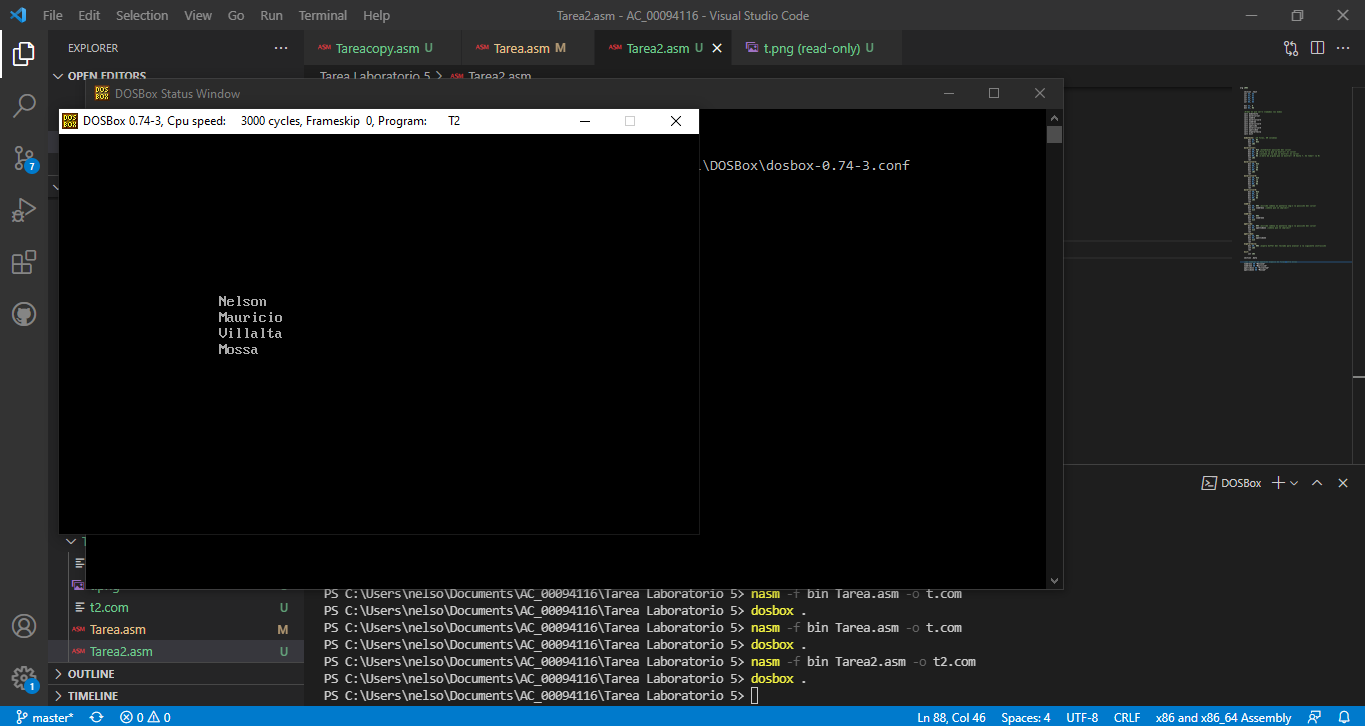 File Edit Selection View Go Run Terminal Help Tarea2.asm - AC_00094116 - Visual Studio Code
EXPLORER
ASM Tareacopy.asm U ASM Tarea.asm M ASM Tarea2.asm U t.png (read-only) U
OPEN EDITORS
Tarea Laboratorio 5 > ASM Tarea2.asm
DOSBox Status Window
DOSBox 0.74-3, Cpu speed: 3000 cycles, Frameskip 0, Program: T2
\DOSBox\dosbox-0.74-3.conf
7
Nelson
Mauricio
Villalta
Mossa
DOSBox
t2.com U
ASM Tarea.asm M
ASM Tarea2.asm U
OUTLINE
TIMELINE
PS C:\Users\nelso\Documents\AC_00094116\Tarea Laboratorio 5> nasm -f bin Tarea.asm -o t.com
PS C:\Users\nelso\Documents\AC_00094116\Tarea Laboratorio 5> dosbox .
PS C:\Users\nelso\Documents\AC_00094116\Tarea Laboratorio 5> nasm -f bin Tarea.asm -o t.com
PS C:\Users\nelso\Documents\AC_00094116\Tarea Laboratorio 5> dosbox .
PS C:\Users\nelso\Documents\AC_00094116\Tarea Laboratorio 5> nasm -f bin Tarea2.asm -o t2.com
PS C:\Users\nelso\Documents\AC_00094116\Tarea Laboratorio 5> dosbox .
PS C:\Users\nelso\Documents\AC_00094116\Tarea Laboratorio 5>
1
master* 0 0 Ln 88, Col 46 Spaces: 4 UTF-8 CRLF x86 and x86_64 Assembly